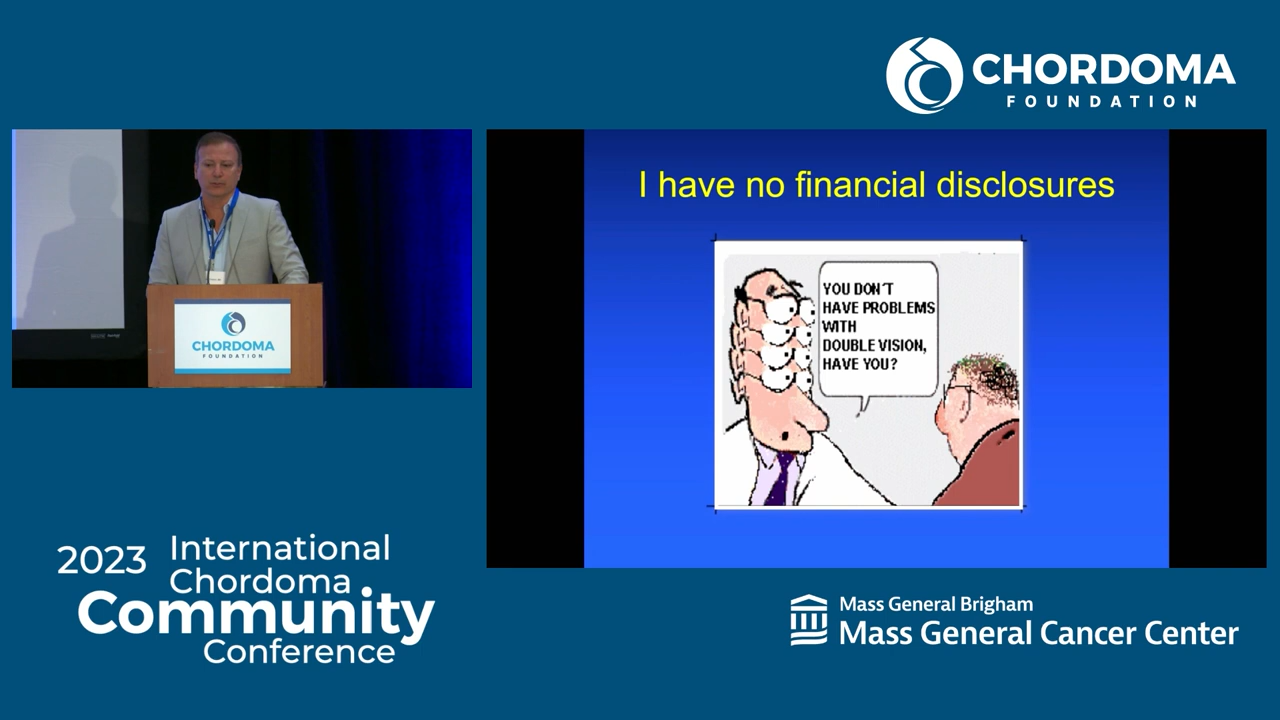 CHORDOMA
FOUNDATION
I have no financial disclosures
YOU DON'T
HAVE PROBLEMS
WITH
DOUBLE VISION,
HAVE YOU?
CHORDOMA
FOUNDATION
2023 International
Chordoma
Community
Conference
Mass General Brigham
Mass General Cancer Center